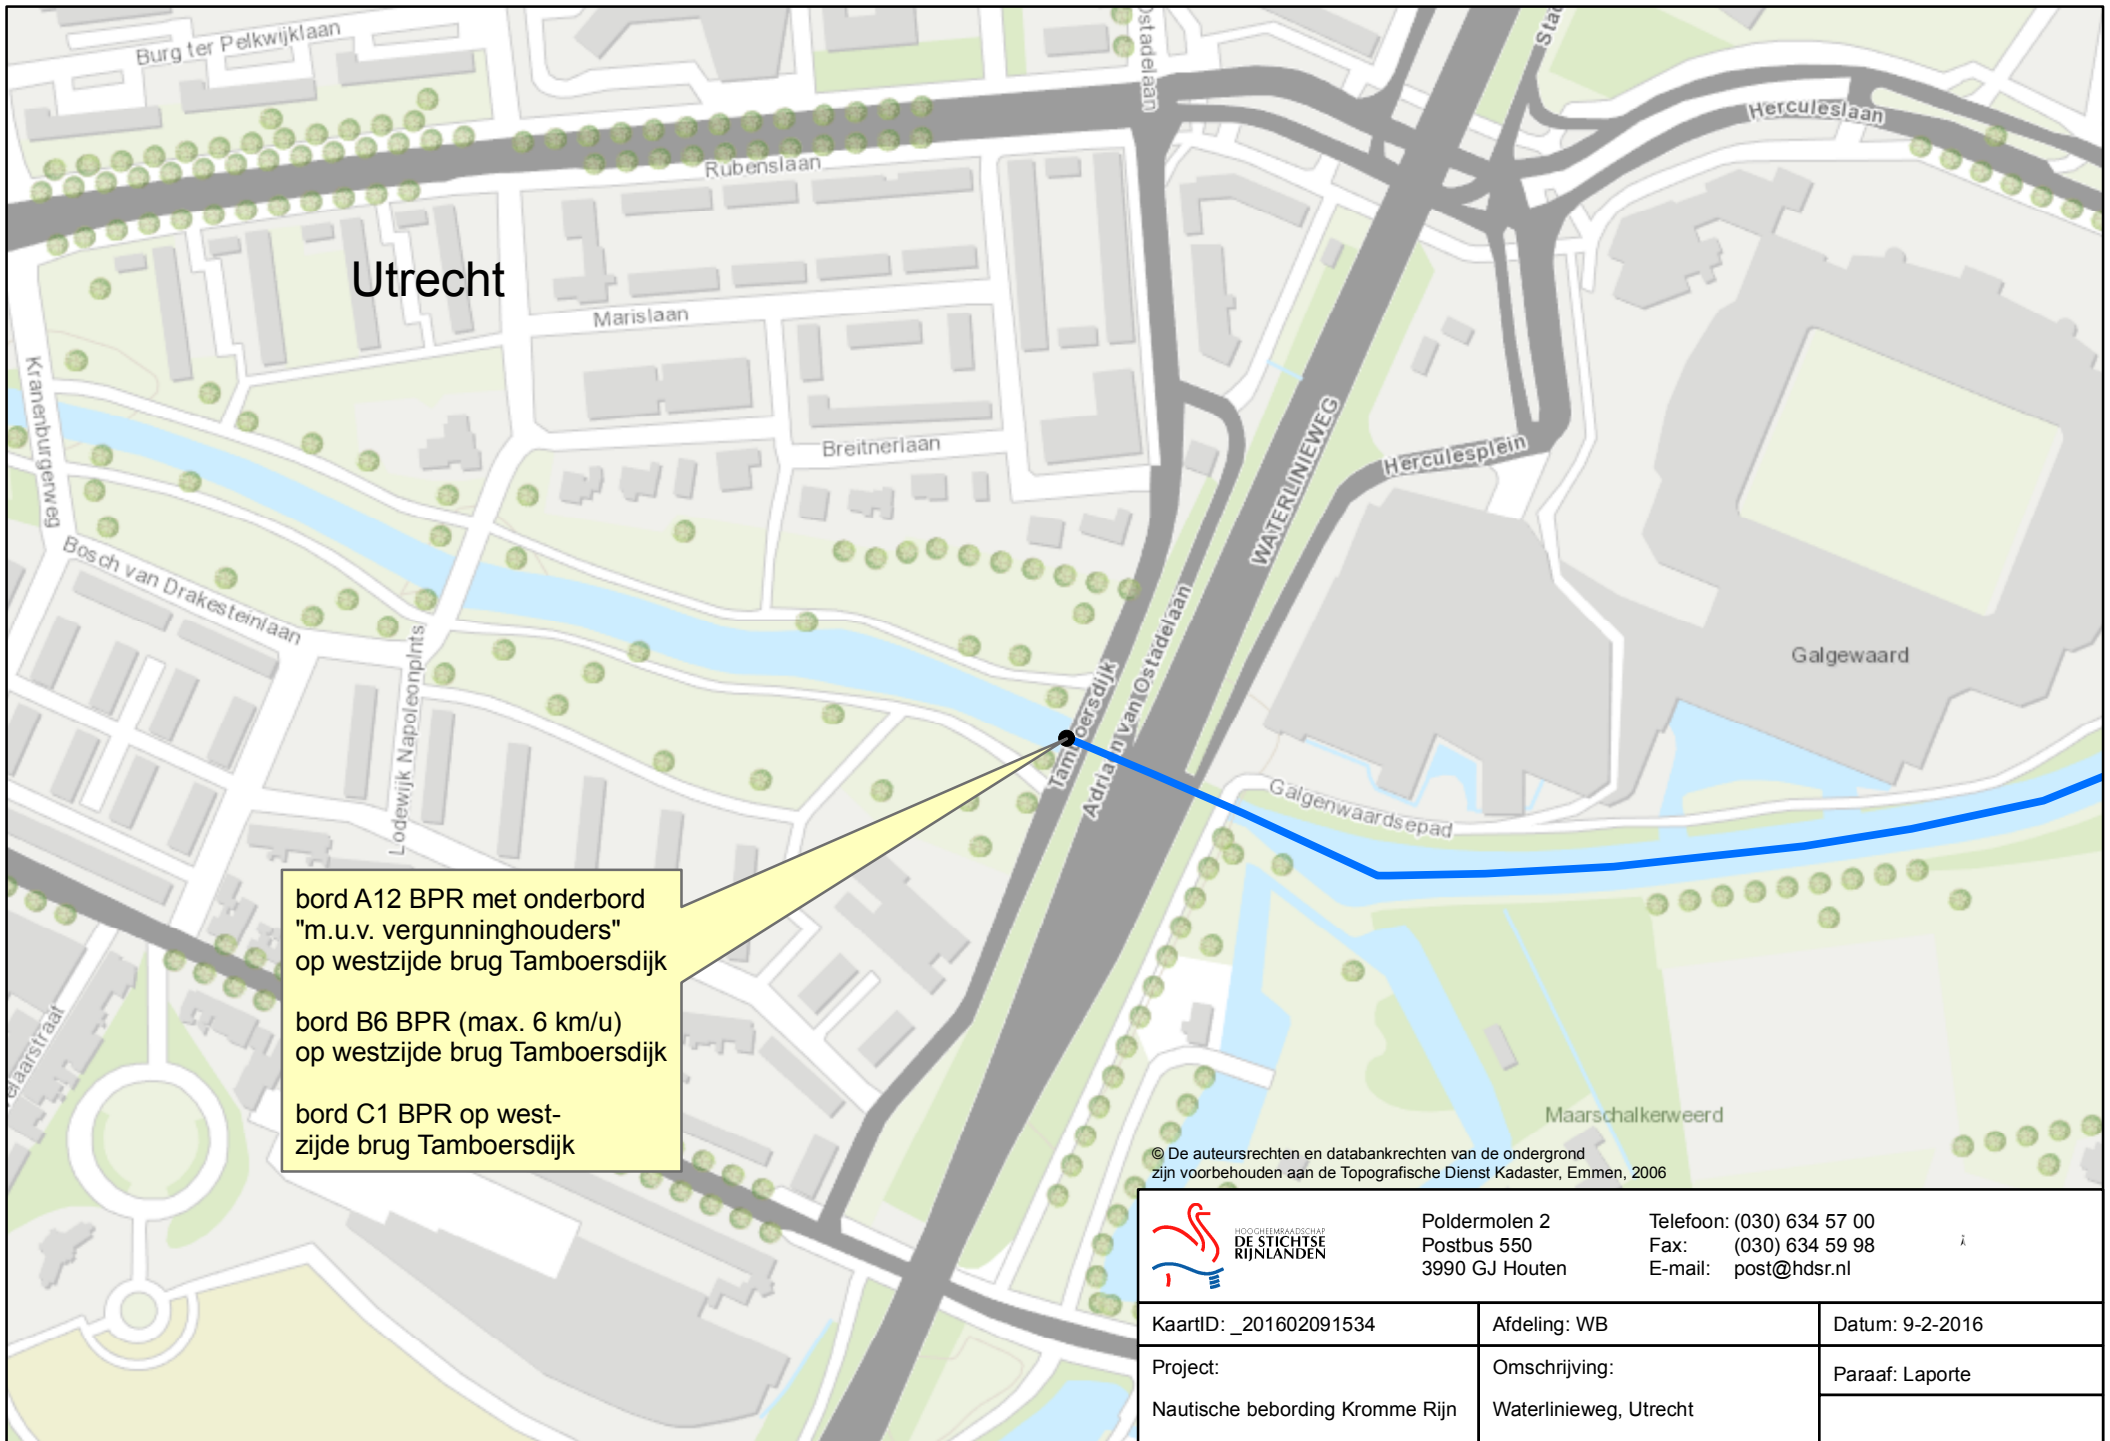 Burg ter Pelkwijklaan
Ostadelaan
Herculeslaan
Rubenslaan
Utrecht
Marislaan
Kranenburgerweg
Breitnerlaan
WATERLINIEWEG
Herculesplein
Bosch van Drakesteinlaan
Lodewijk Napoleonplnts
Tamboersdijk
Adriaan van Ostadelaan
Galgewaard
Galgenwaardsepad
bord A12 BPR met onderbord
"m.u.v. vergunninghouders"
op westzijde brug Tamboersdijk
bord B6 BPR (max. 6 km/u)
op westzijde brug Tamboersdijk
bord C1 BPR op west-
zijde brug Tamboersdijk
elaarstraat
Maarschalkerweerd
© De auteursrechten en databankrechten van de ondergrond
zijn voorbehouden aan de Topografische Dienst Kadaster, Emmen, 2006
HOOGHEEMRAADSCHAP
DE STICHTSE
RIJNLANDEN
Poldermolen 2
Postbus 550
3990 GJ Houten
Telefoon: (030) 634 57 00
Fax: (030) 634 59 98
E-mail: post@hdsr.nl
KaartID: _201602091534
Afdeling: WB
Datum: 9-2-2016
Project:
Nautische bebording Kromme Rijn
Omschrijving:
Waterlinieweg, Utrecht
Paraaf: Laporte